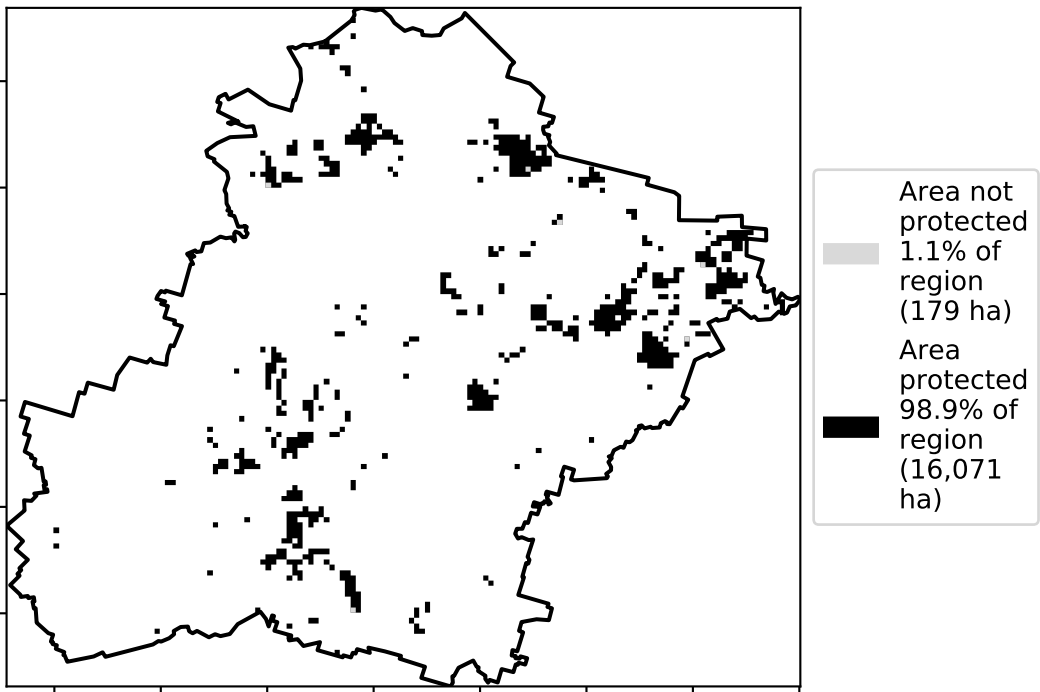 Area not
protected
1.1% of
region
(179 ha)
Area
protected
98.9% of
region
(16,071
ha)